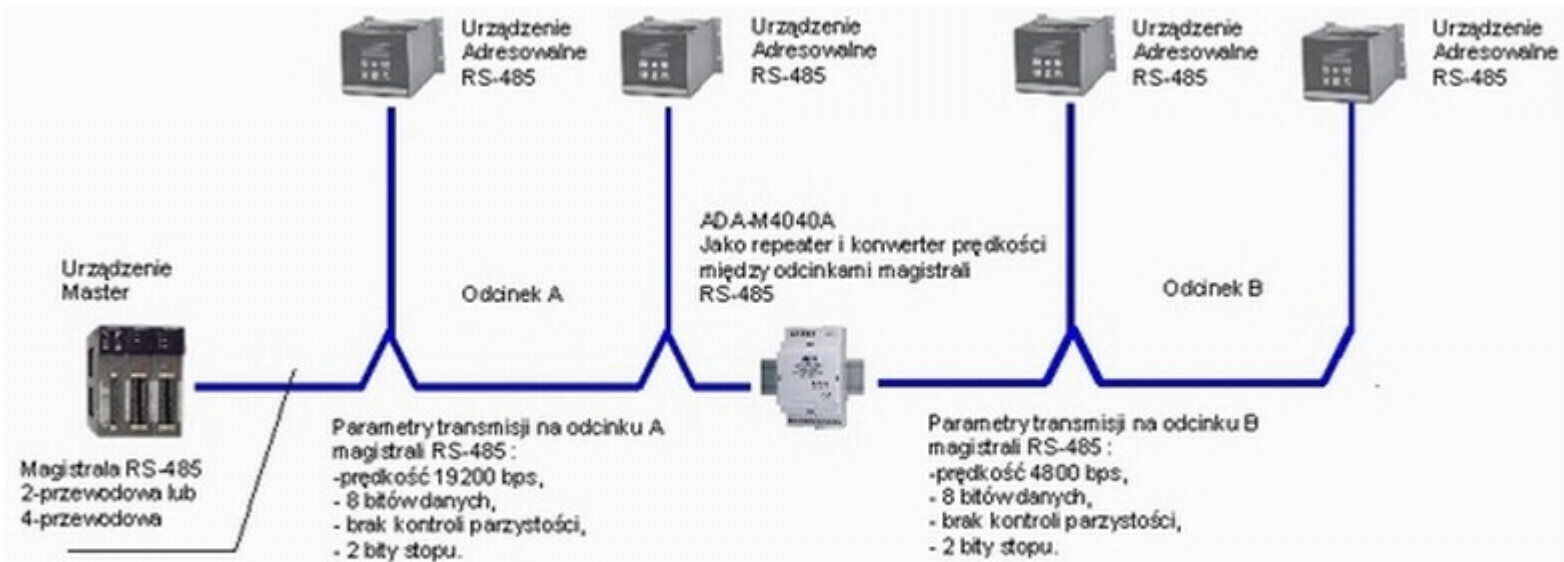 Urządzenie
Adresowalne
RS-485
Urządzenie
Adresowalne
RS-485
Urządzenie
Adresowalne
RS-485
Urządzenie
Adresowalne
RS-485
ADA-M4040A
Jako repeater i konwerter prędkości
między odcinkami magistrali
RS-485
Urządzenie
Master
Odcinek A
Odcinek B
Magistrala RS-485
2-przewodowa lub
4-przewodowa
Parametry transmisji na odcinku A
magistrali RS-485 :
-prędkość 19200 bps,
- 8 bitów danych,
- brak kontroli parzystości,
- 2 bity stopu.
Parametry transmisji na odcinku B
magistrali RS-485 :
-prędkość 4800 bps,
- 8 bitów danych,
- brak kontroli parzystości,
- 2 bity stopu.